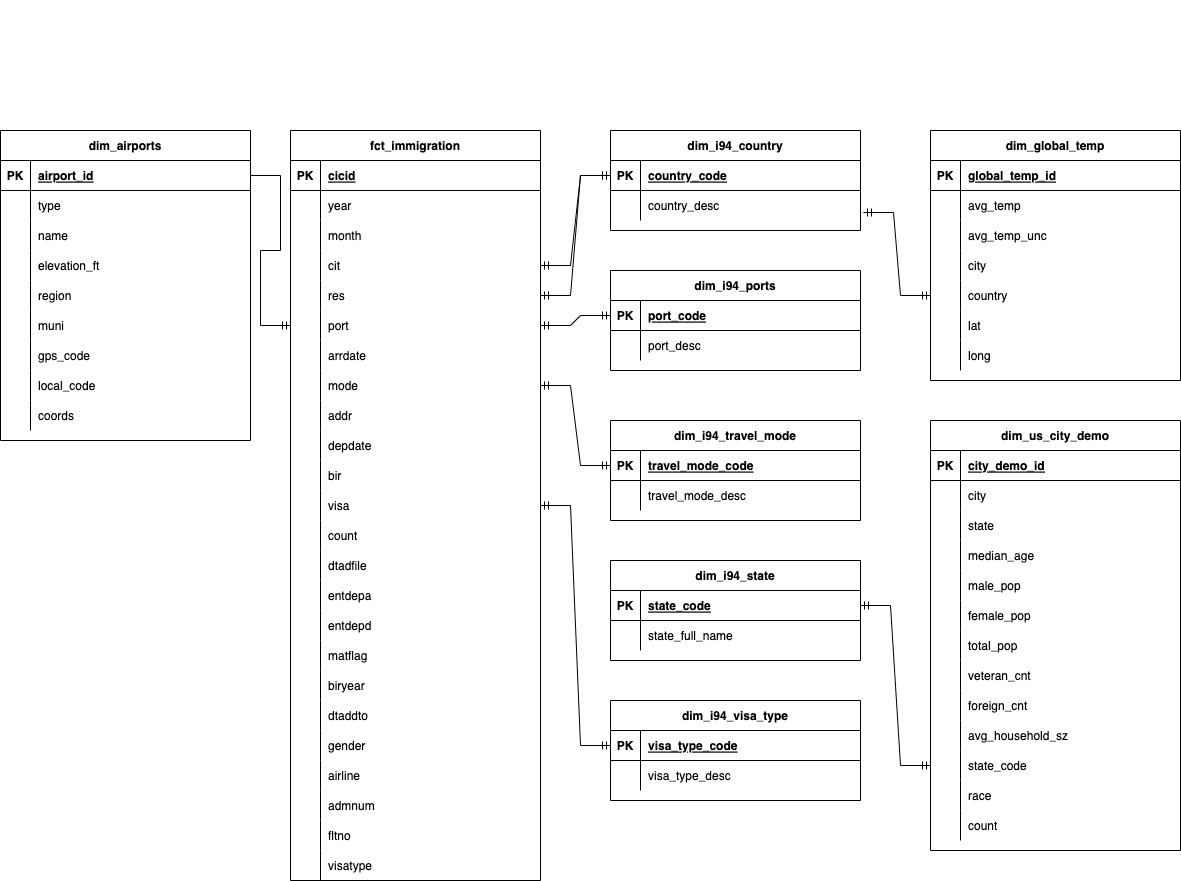 dim_airports
PK airport_id
type
name
elevation_ft
region
muni
gps_code
local_code
coords
fct_immigration
PK cicid
year
month
cit
res
port
arrdate
mode
addr
depdate
bir
visa
count
dtadfile
entdepa
entdepd
matflag
biryear
dtaddto
gender
airline
admnum
fltno
visatype
dim_i94_country
PK country_code
country_desc
dim_i94_ports
PK port_code
port_desc
dim_i94_travel_mode
PK travel_mode_code
travel_mode_desc
dim_i94_state
PK state_code
state_full_name
dim_i94_visa_type
PK visa_type_code
visa_type_desc
dim_global_temp
PK global_temp_id
avg_temp
avg_temp_unc
city
country
lat
long
dim_us_city_demo
PK city_demo_id
city
state
median_age
male_pop
female_pop
total_pop
veteran_cnt
foreign_cnt
avg_household_sz
state_code
race
count